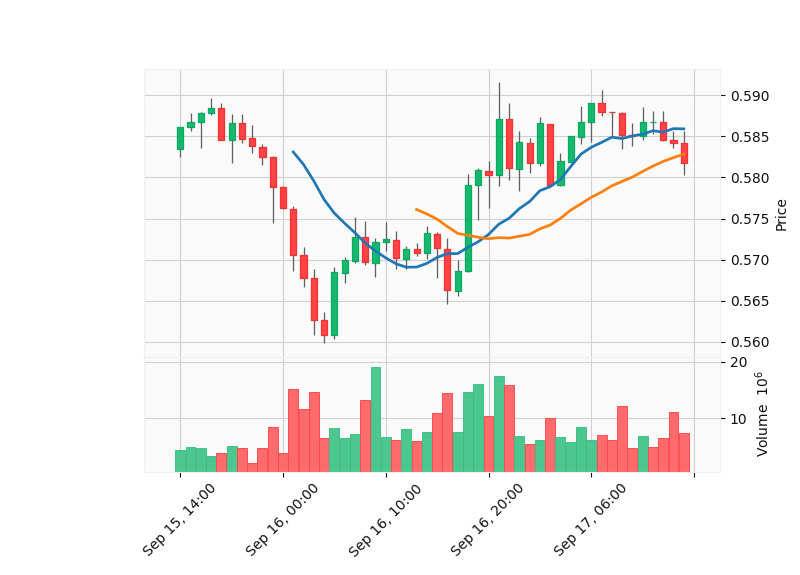 0.590
0.585
0.580
0.575
0.570
0.565
0.560
Price
20
10
Volume 10^6
Sep 15, 14:00
Sep 16, 00:00
Sep 16, 10:00
Sep 16, 20:00
Sep 17, 06:00